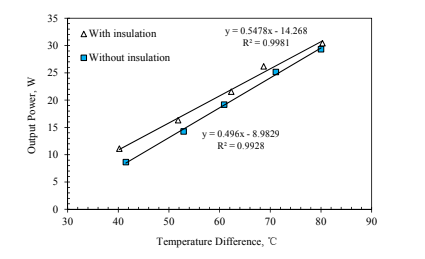 35
30
25
20
15
10
5
0
Output Power, W
With insulation
Without insulation
y = 0.5478x - 14.268
R² = 0.9981
y = 0.496x - 8.9829
R² = 0.9928
30 40 50 60 70 80 90
Temperature Difference, ℃